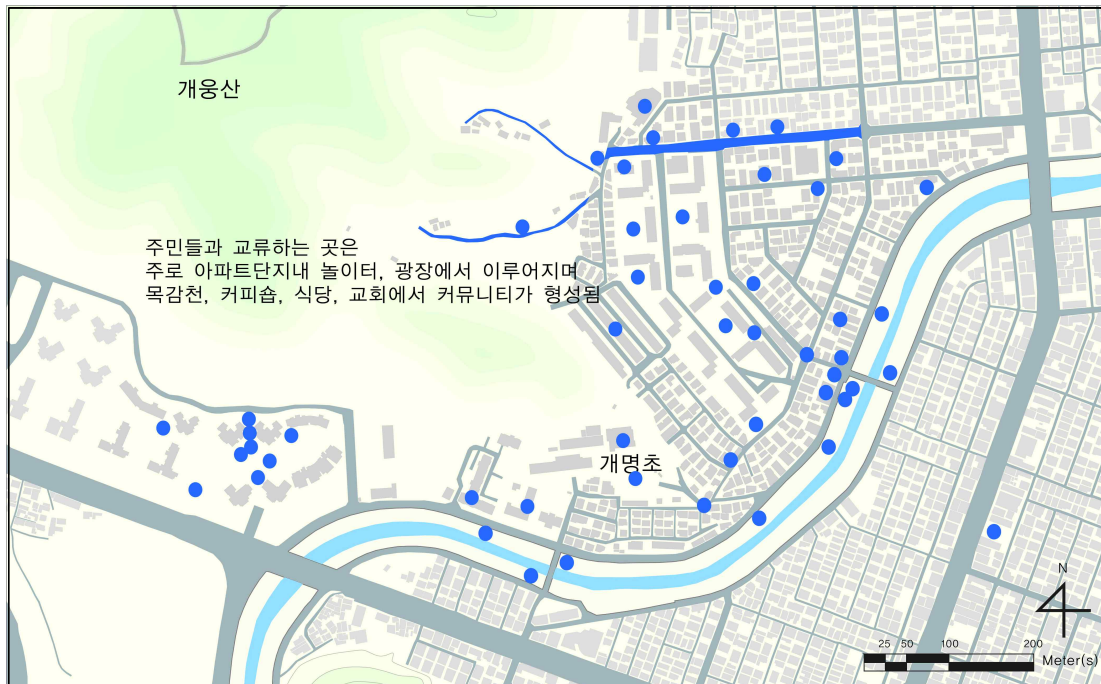 개웅산
주민들과 교류하는 곳은
주로 아파트단지내 놀이터, 광장에서 이루어지며
목감천, 커피숍, 식당, 교회에서 커뮤니티가 형성됨
개명초
N
25 50 100 200
Meter(s)